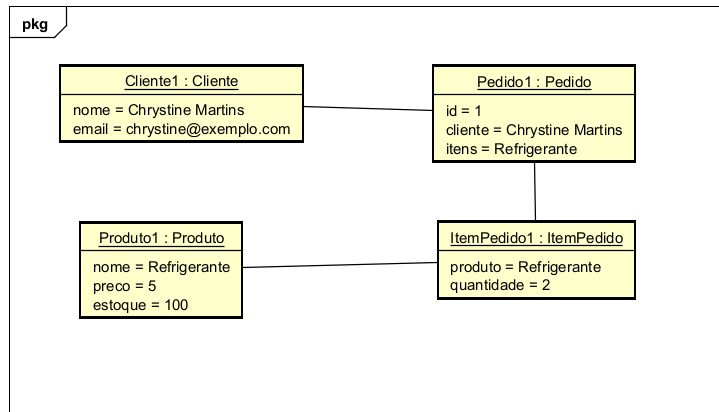 pkg
Cliente1 : Cliente
nome = Chrystine Martins
email = chrystine@exemplo.com
Pedido1 : Pedido
id = 1
cliente = Chrystine Martins
itens = Refrigerante
Produto1 : Produto
nome = Refrigerante
preco = 5
estoque = 100
ItemPedido1 : ItemPedido
produto = Refrigerante
quantidade = 2